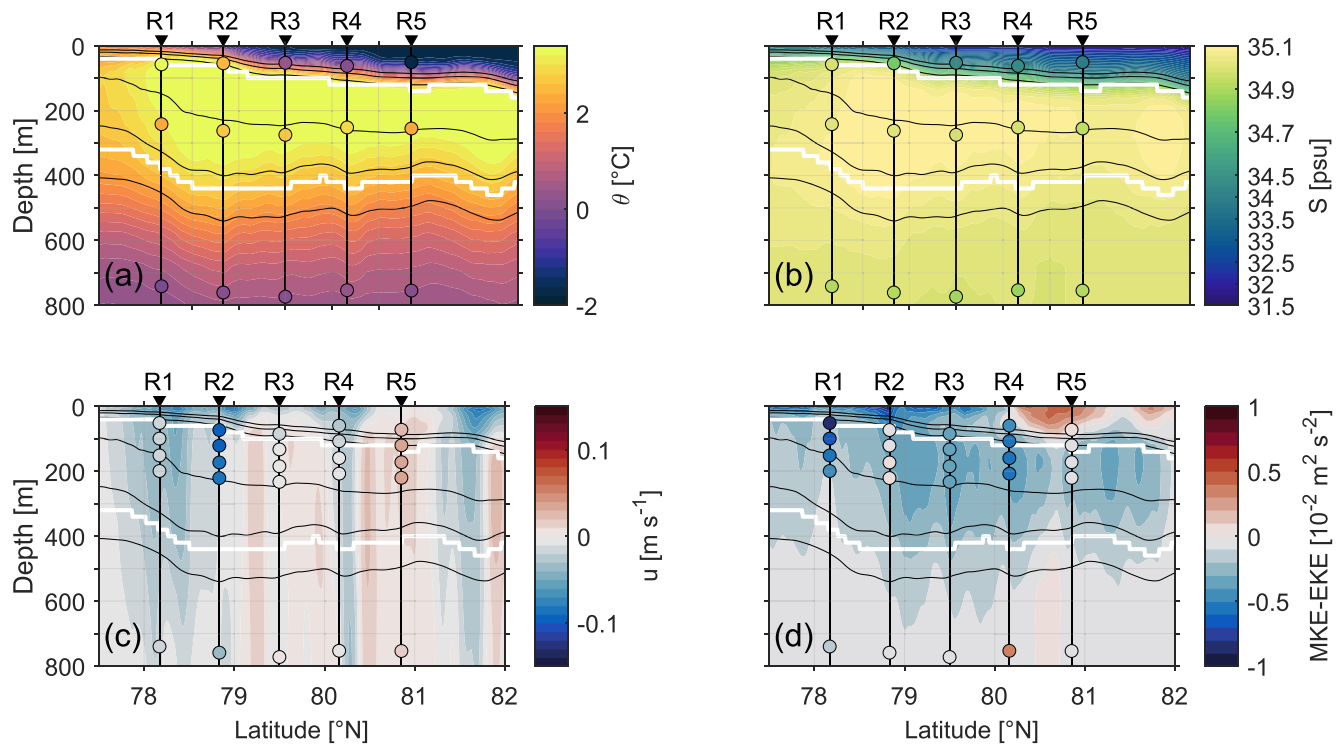 R1 R2 R3 R4 R5
0
200
400
600
800
Depth [m]
(a)
2
0
-2
θ [°C]
R1 R2 R3 R4 R5
(b)
35.1
34.9
34.7
34.5
34
33.5
33
32.5
32
31.5
S [psu]
R1 R2 R3 R4 R5
0
200
400
600
800
Depth [m]
(c)
78 79 80 81 82
Latitude [°N]
0.1
0
-0.1
u [m s⁻¹]
R1 R2 R3 R4 R5
(d)
78 79 80 81 82
Latitude [°N]
1
0.5
0
-0.5
-1
MKE-EKE [10⁻² m² s⁻²]